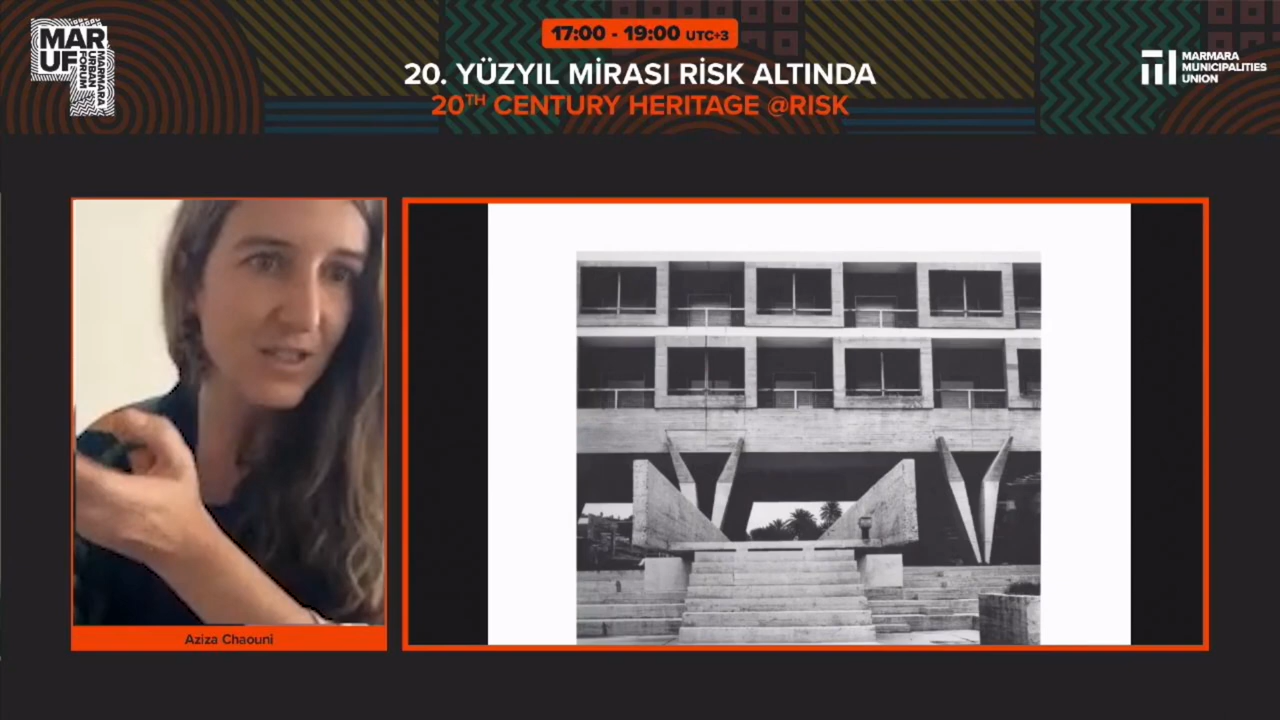 MAR
UF
MARMARA
URBAN
FORUM
17:00 - 19:00 UTC+3
20. YÜZYIL MİRASI RİSK ALTINDA
20TH CENTURY HERITAGE @RISK
MARMARA
MUNICIPALITIES
UNION
Aziza Chaouni